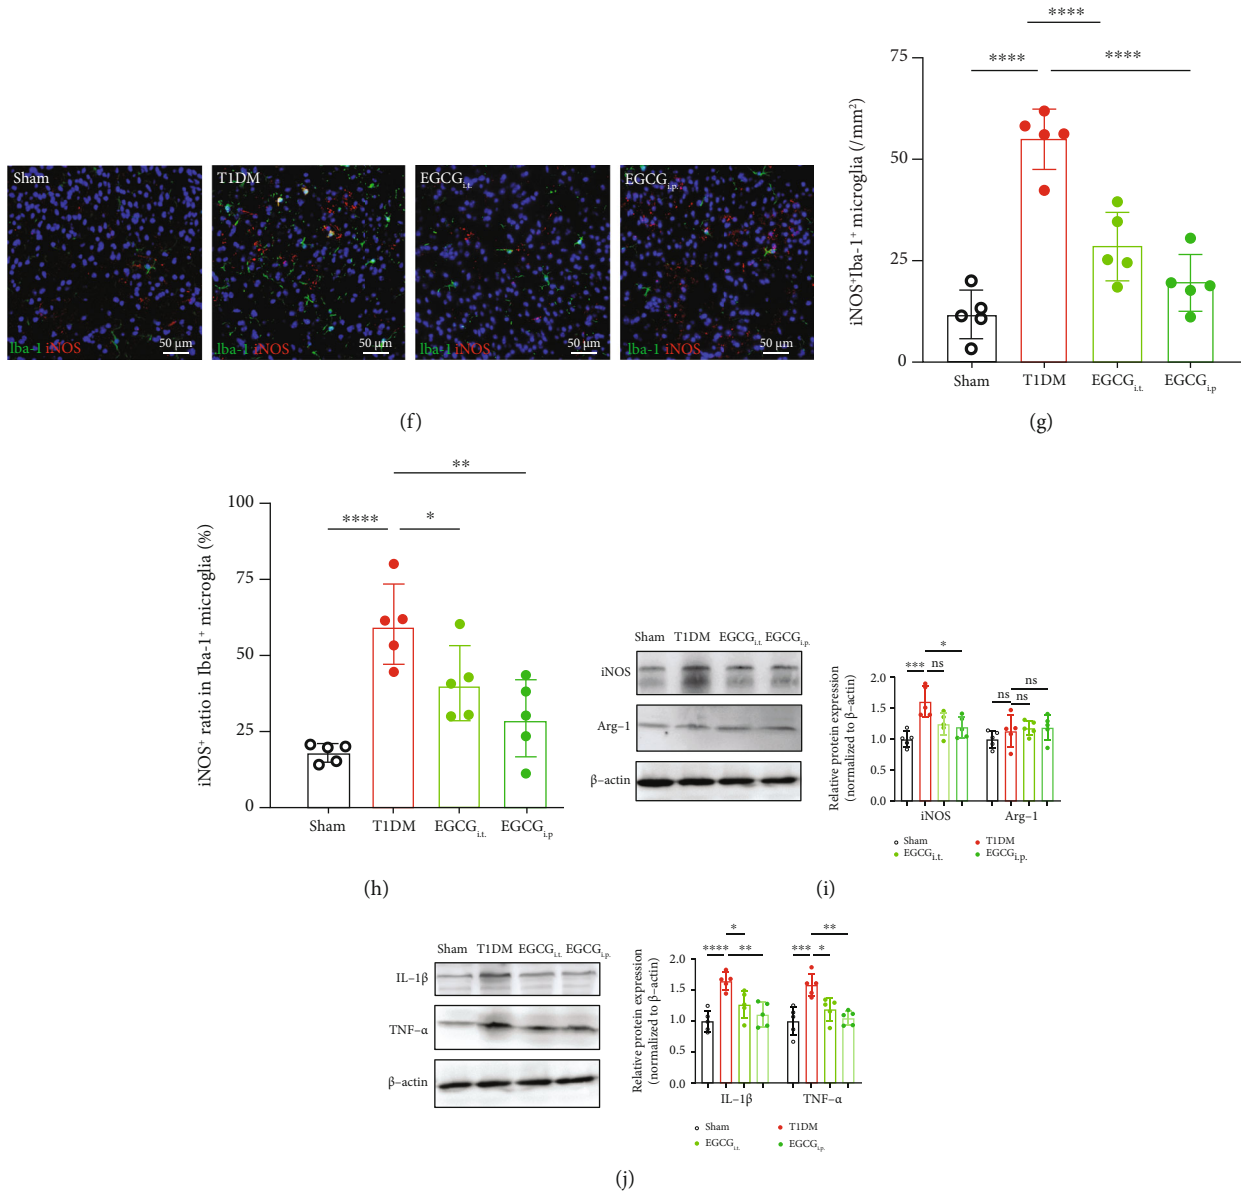 Sham
Iba-1 iNOS
50 μm
T1DM
Iba-1 iNOS
50 μm
EGCGi.t.
Iba-1 iNOS
50 μm
EGCGi.p.
Iba-1 iNOS
50 μm
(f)
****
**** ****
iNOS+Iba-1+ microglia (/mm2)
75
50
25
0
Sham T1DM EGCGi.t. EGCGi.p
(g)
**
**** *
iNOS+ ratio in Iba-1+ microglia (%)
100
75
50
25
0
Sham T1DM EGCGi.t. EGCGi.p
(h)
Sham T1DM EGCGi.t. EGCGi.p.
iNOS
Arg-1
β-actin
Relative protein expression
(normalized to β-actin)
2.0
1.5
1.0
0.5
0.0
*
*** ns
ns
ns ns
iNOS Arg-1
Sham T1DM
EGCGi.t. EGCGi.p.
(i)
Sham T1DM EGCGi.t. EGCGi.p.
IL-1β
TNF-α
β-actin
Relative protein expression
(normalized to β-actin)
2.0
1.5
1.0
0.5
0.0
*
**** **
**
*** *
IL-1β TNF-α
Sham T1DM
EGCGi.t. EGCGi.p.
(j)